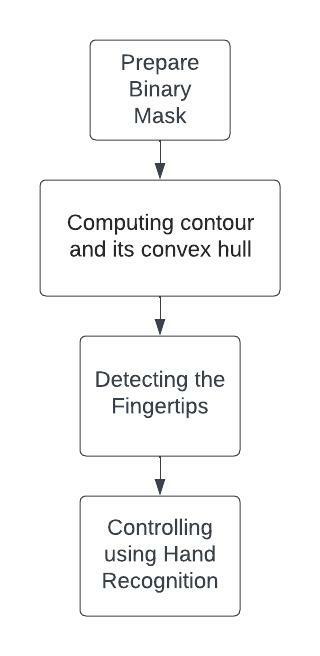 Prepare
Binary
Mask
Computing contour
and its convex hull
Detecting the
Fingertips
Controlling
using Hand
Recognition